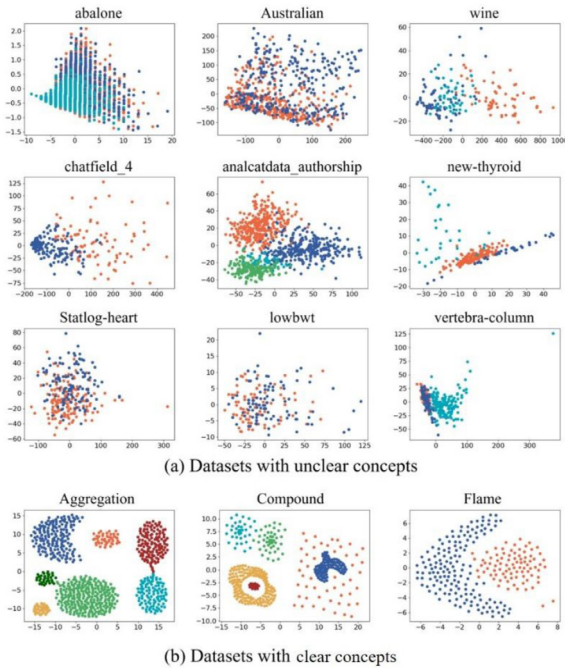 abalone Australian wine
2.0 200 60
1.5 150 40
1.0 100 20
0.5 50 0
0.0 0 -20
-0.5 -50
-1.0 -100
-1.5
-10 -5 0 5 10 15 20 -100 0 100 200 300 -400 -200 0 200 400 600 800 1000
chatfield_4 analcatdata_authorship new-thyroid
125 60 40
100 40 30
75 20 20
50 0 10
25 -20 0
0 -40 -10
-25 -20
-50
-75
-200 -100 0 100 200 300 400 -50 -25 0 25 50 75 100 -30 -20 -10 0 10 20 30 40
Statlog-heart lowbwt vertebra-column
80 20 125
60 15 100
40 10 75
20 5 50
0 0 25
-20 -5 0
-40 -10 -25
-60 -50
-100 0 100 200 300 -50 -25 0 25 50 75 100 125 0 100 200 300
(a) Datasets with unclear concepts
Aggregation Compound Flame
15 10.0 6
10 7.5 4
5 5.0 2
0 2.5 0
-5 0.0 -2
-10 -2.5 -4
-5.0 -6
-7.5
-10.0
-15 -10 -5 0 5 10 15 -15 -10 -5 0 5 10 15 20 -6 -4 -2 0 2 4 6 8
(b) Datasets with clear concepts